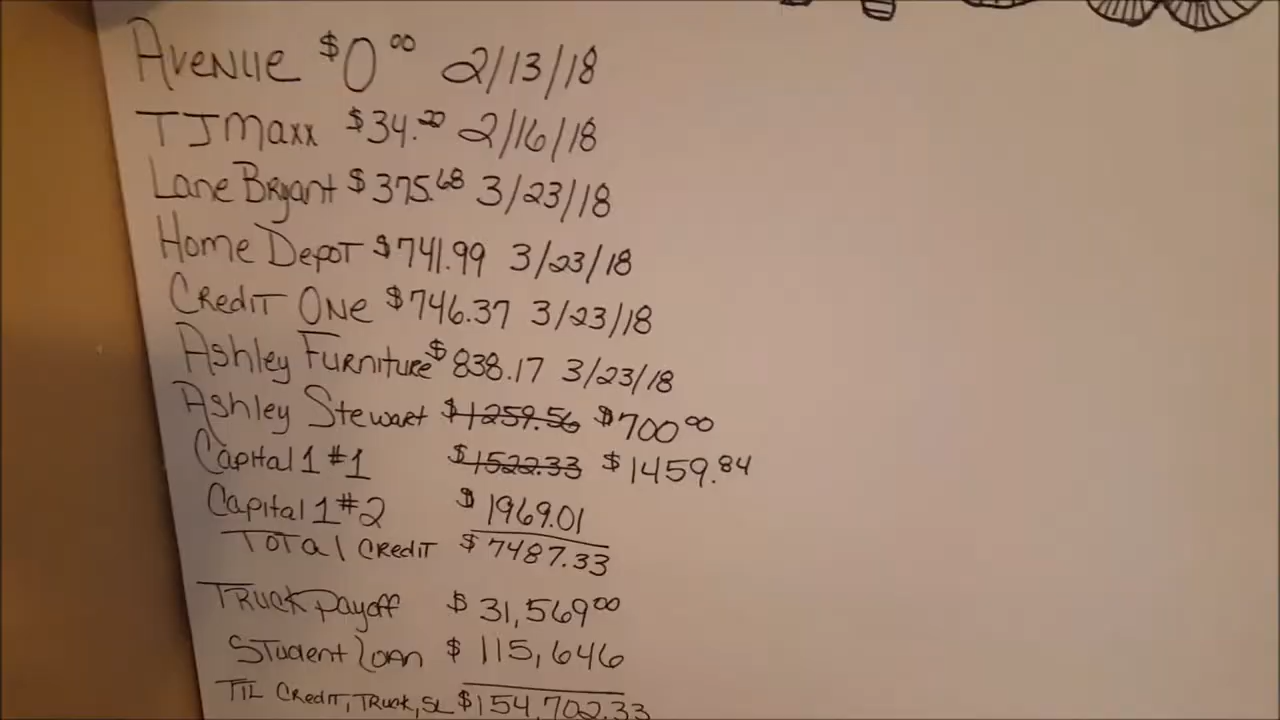 Avenue $0.00 2/13/18
TJ Maxx $34.20 2/16/18
Lane Bryant $375.68 3/23/18
Home Depot $741.99 3/23/18
Credit One $746.37 3/23/18
Ashley Furniture $838.17 3/23/18
Ashley Stewart $1259.56 $700.00
Capital 1 #1 $1522.33 $1459.84
Capital 1 #2 $1969.01
Total Credit $7487.33
Truck Payoff $31,569.00
Student Loan $115,646
TTL Credit, Truck, SL $154,702.33